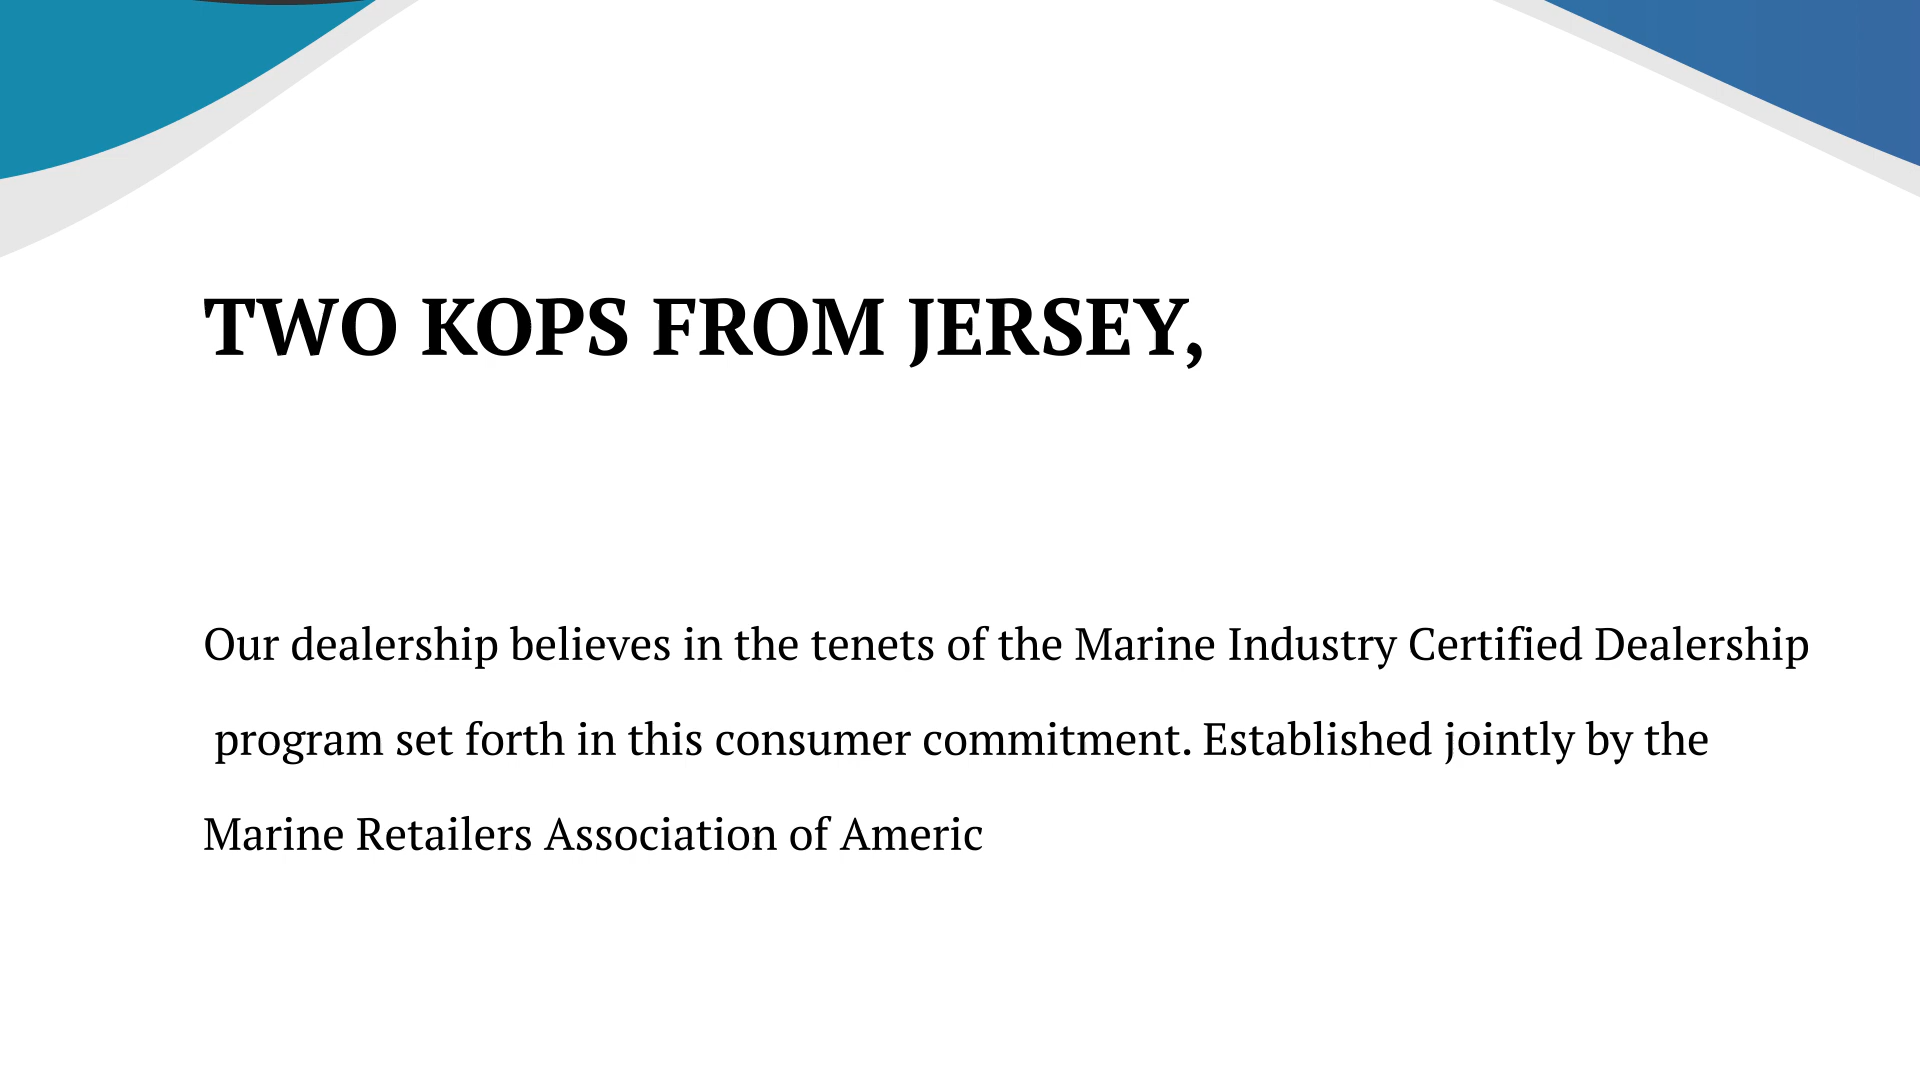 TWO KOPS FROM JERSEY,
Our dealership believes in the tenets of the Marine Industry Certified Dealership
program set forth in this consumer commitment. Established jointly by the
Marine Retailers Association of Americ